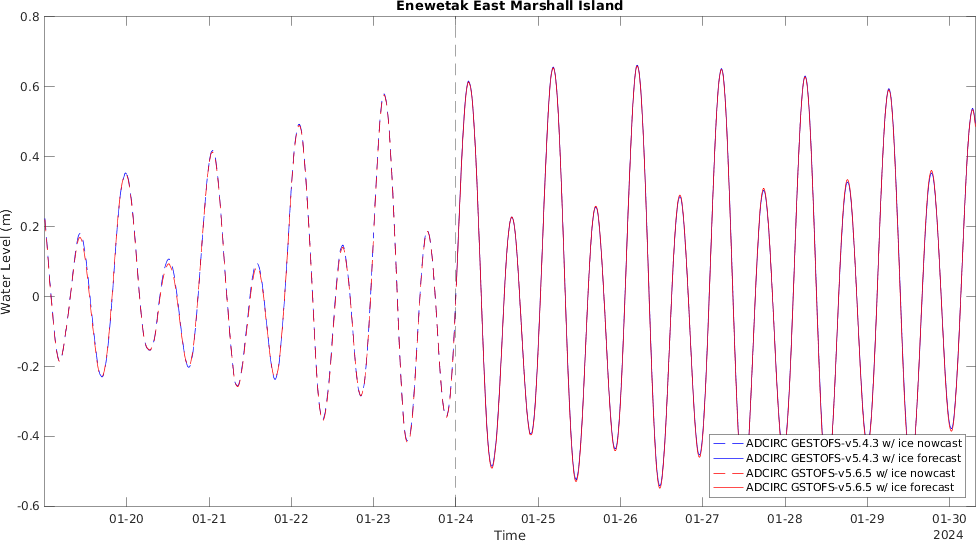 Enewetak East Marshall Island
0.8
0.6
0.4
0.2
0
-0.2
-0.4
-0.6
Water Level (m)
ADCIRC GESTOFS-v5.4.3 w/ ice nowcast
ADCIRC GESTOFS-v5.4.3 w/ ice forecast
ADCIRC GSTOFS-v5.6.5 w/ ice nowcast
ADCIRC GSTOFS-v5.6.5 w/ ice forecast
01-20 01-21 01-22 01-23 01-24 01-25 01-26 01-27 01-28 01-29 01-30
Time 2024